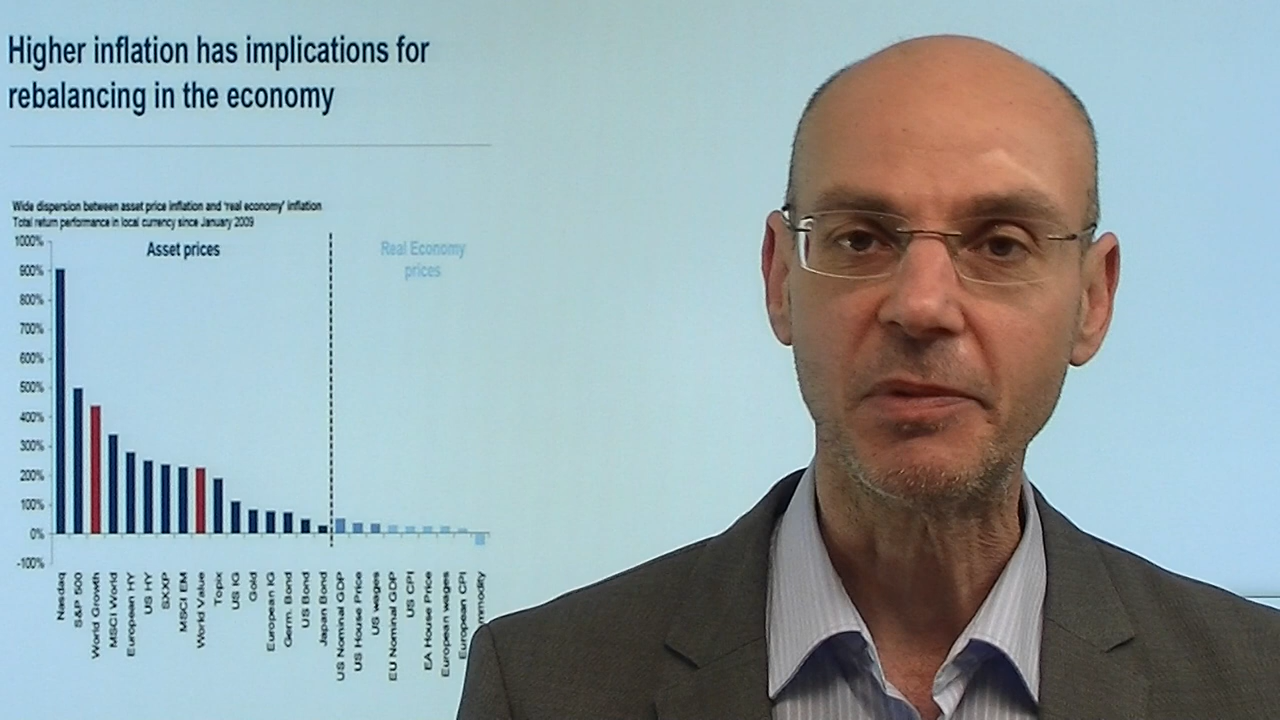 Higher inflation has implications for
rebalancing in the economy
Wide dispersion between asset price inflation and 'real economy' inflation
Total return performance in local currency since January 2009
Asset prices
Real Economy
prices
1000%
900%
800%
700%
600%
500%
400%
300%
200%
100%
0%
-100%
Nasdaq
S&P 500
World Growth
MSCI World
European HY
US HY
SXXP
MSCI EM
World Value
Topix
US IG
Gold
European IG
Germ. Bond
US Bond
Japan Bond
US Nominal GDP
US House Price
US wages
EU Nominal GDP
US CPI
EA House Price
European wages
European CPI
mmodity